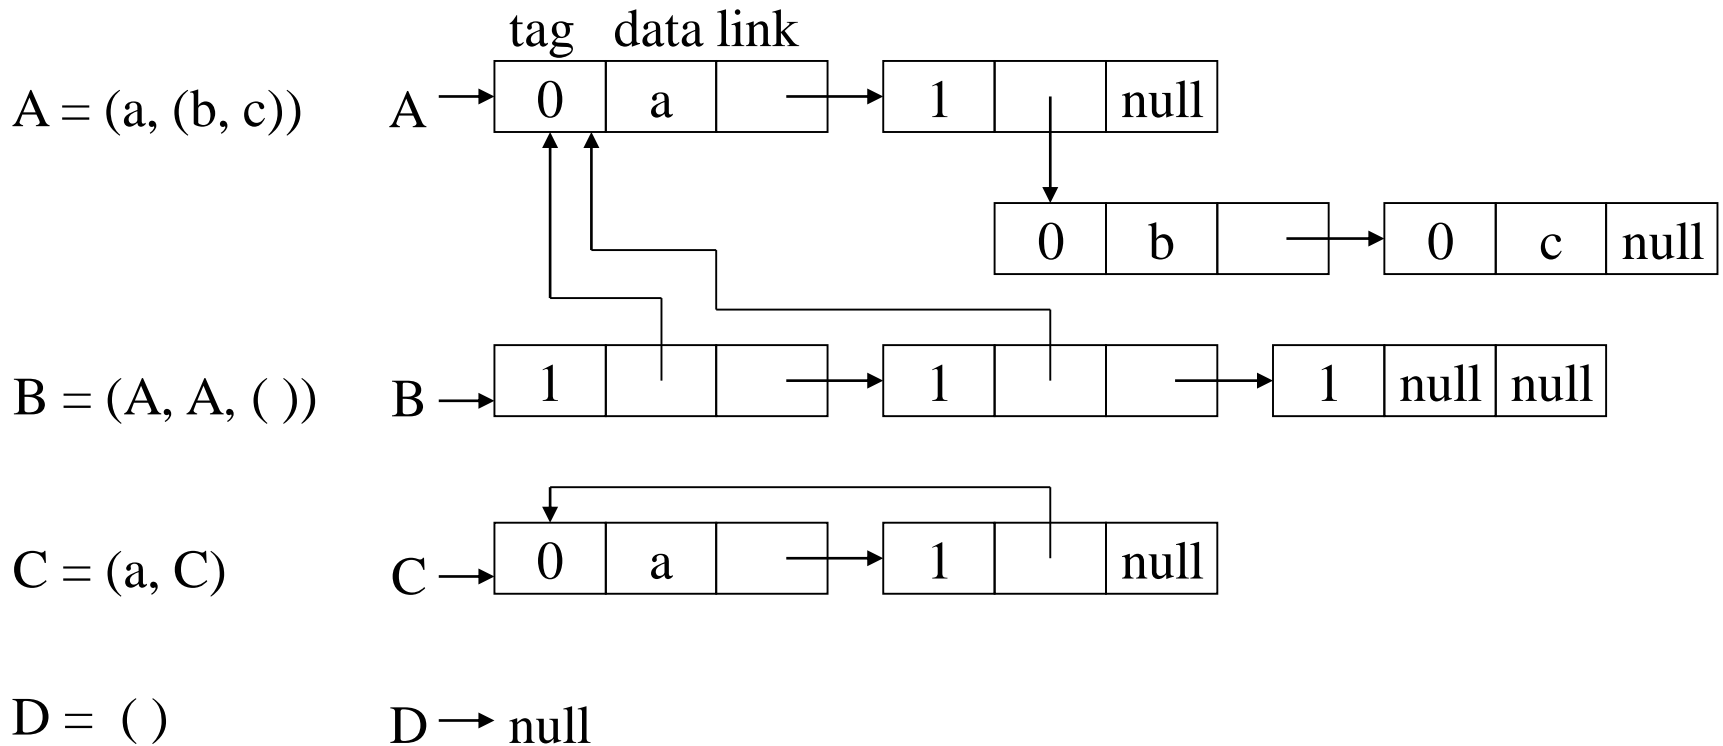 tag data link
A = (a, (b, c)) A 0 a 1 null
0 b 0 c null
B = (A, A, ( )) B 1 1 1 null null
C = (a, C) C 0 a 1 null
D = ( ) D null